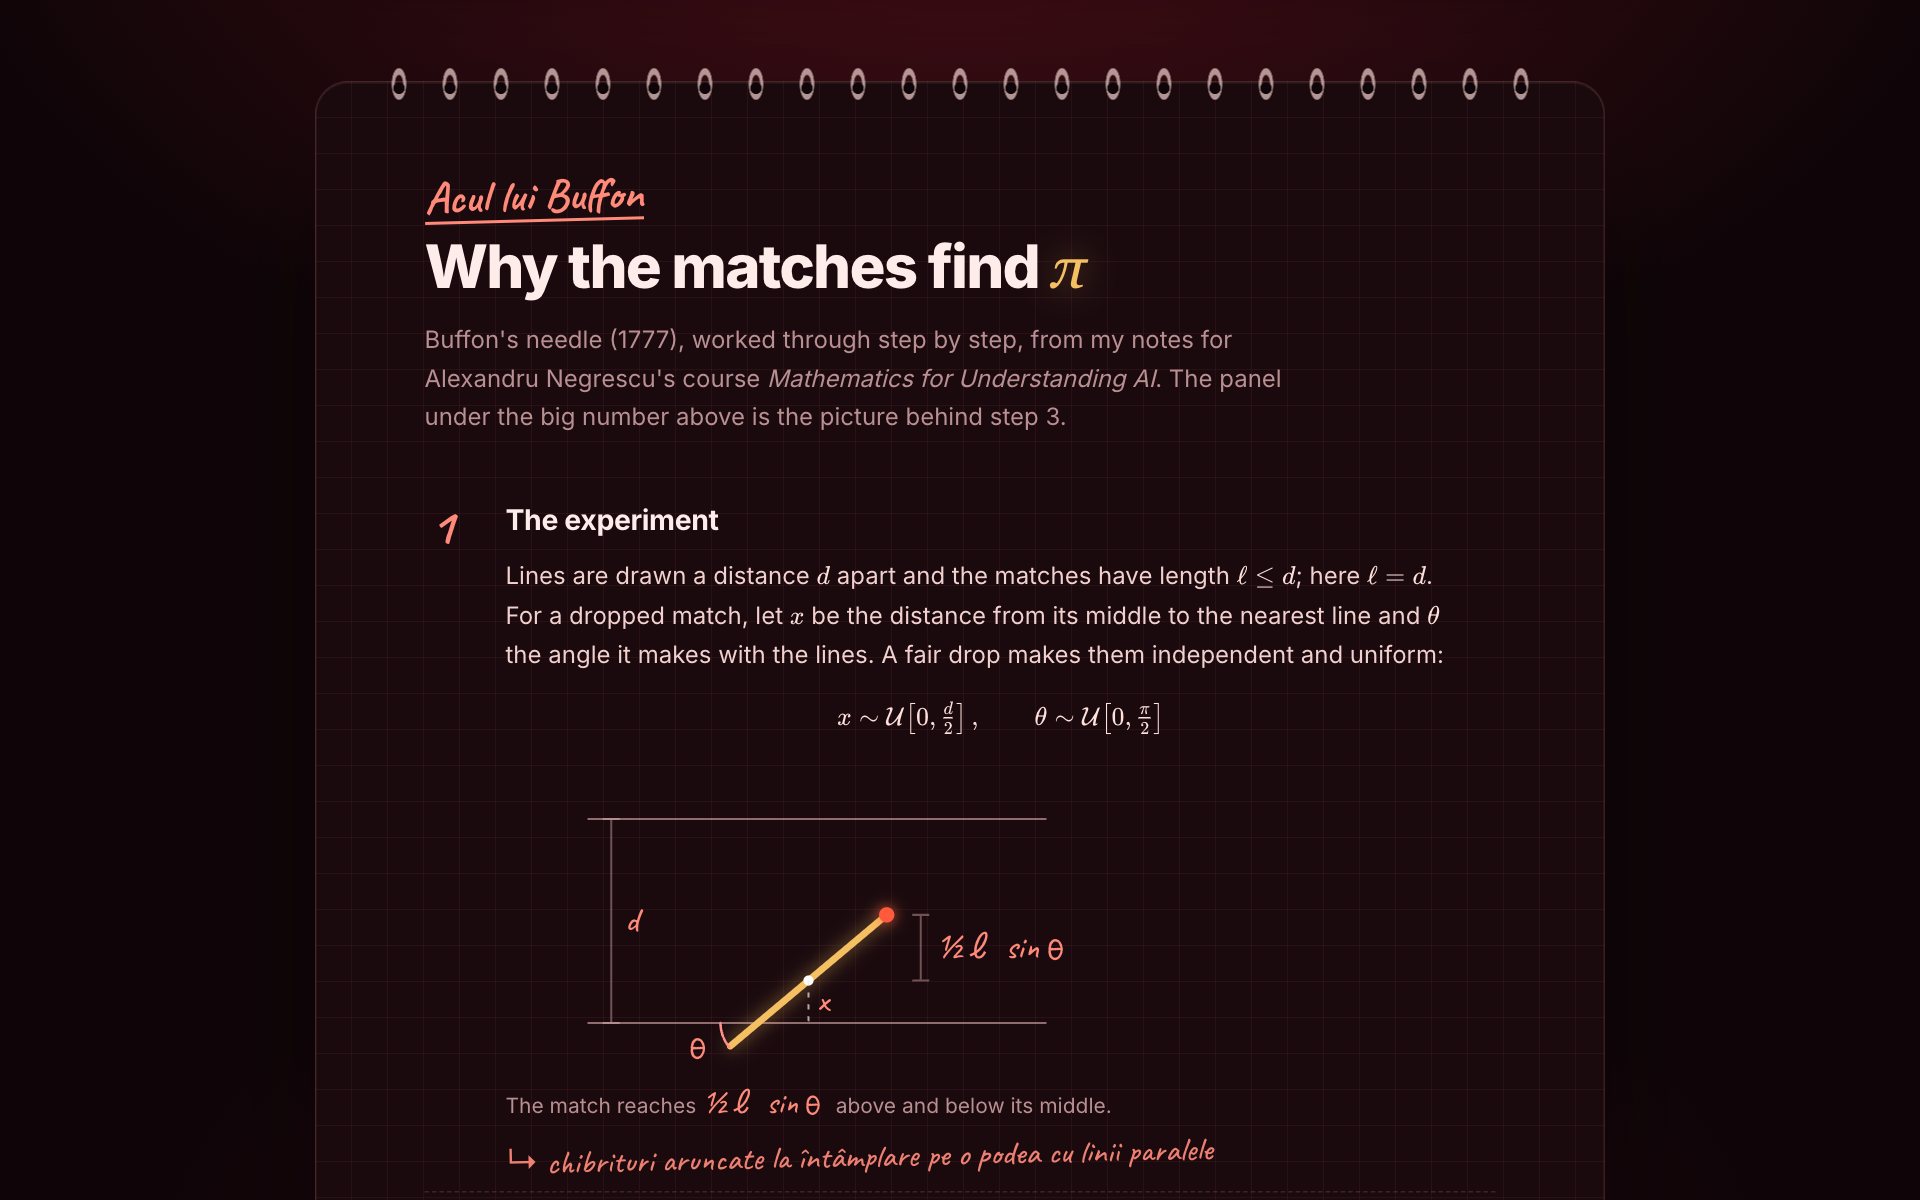 Acul lui Buffon
Why the matches find π
Buffon's needle (1777), worked through step by step, from my notes for
Alexandru Negrescu's course Mathematics for Understanding AI. The panel
under the big number above is the picture behind step 3.
1
The experiment
Lines are drawn a distance d apart and the matches have length ℓ ≤ d; here ℓ = d.
For a dropped match, let x be the distance from its middle to the nearest line and θ
the angle it makes with the lines. A fair drop makes them independent and uniform:
x ∼ 𝒰[0, d/2], θ ∼ 𝒰[0, π/2]
d
½ ℓ sin θ
x
θ
The match reaches ½ ℓ sin θ above and below its middle.
↳ chibrituri aruncate la întâmplare pe o podea cu linii paralele